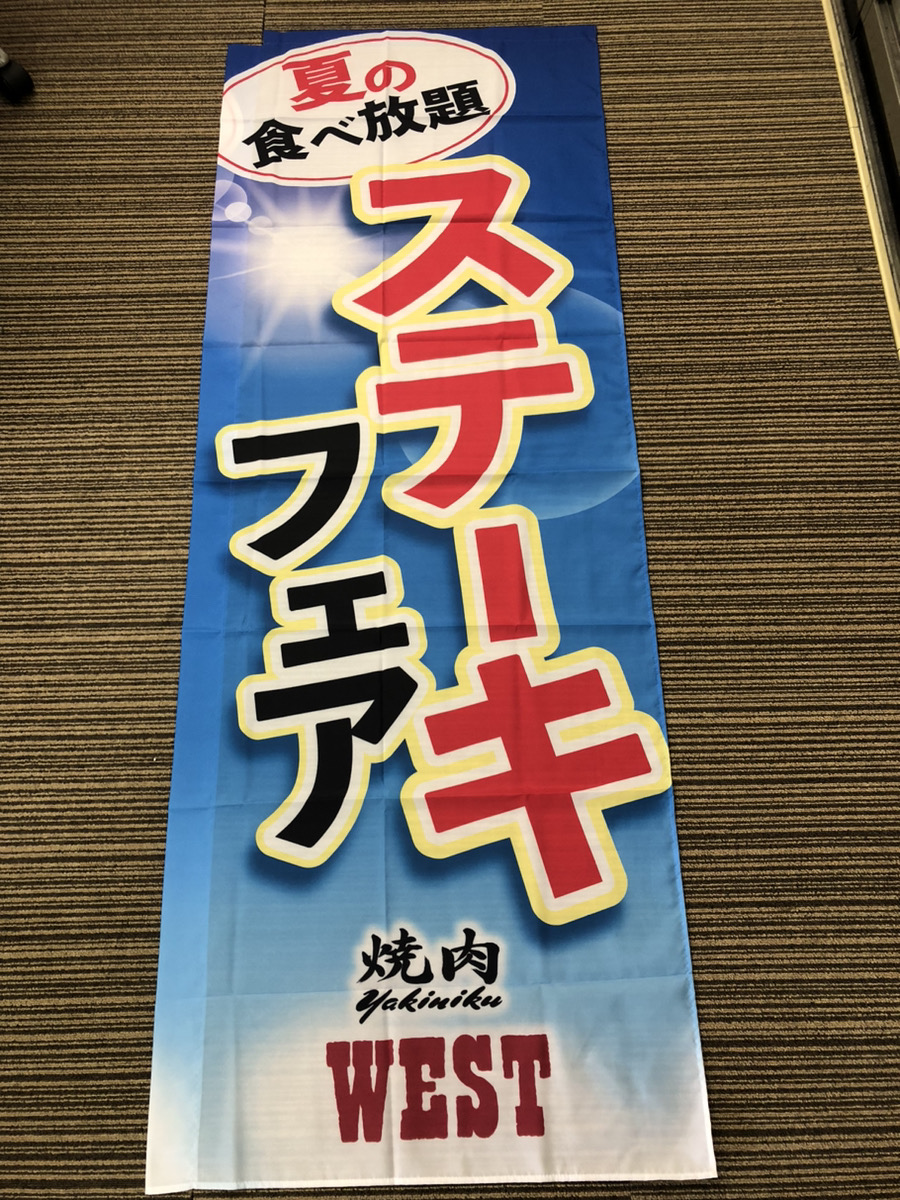 夏の
食べ放題
ステーキ
フェア
焼肉
Yakiniku
WEST